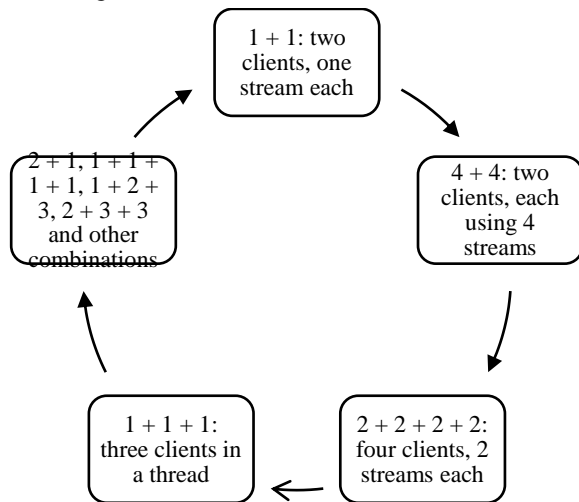 1 + 1: two
clients, one
stream each
4 + 4: two
clients, each
using 4
streams
2 + 2 + 2 + 2:
four clients, 2
streams each
1 + 1 + 1:
three clients in
a thread
2 + 1, 1 + 1 +
1 + 1, 1 + 2 +
3, 2 + 3 + 3
and other
combinations